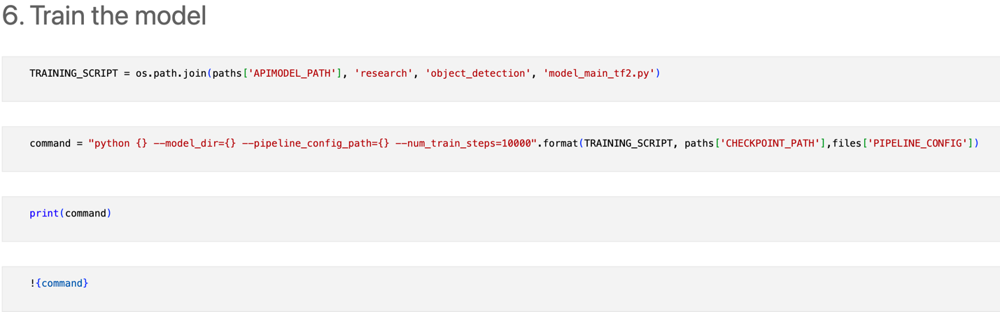 6. Train the model
TRAINING_SCRIPT = os.path.join(paths['APIMODEL_PATH'], 'research', 'object_detection', 'model_main_tf2.py')
command = "python {} --model_dir={} --pipeline_config_path={} --num_train_steps=10000".format(TRAINING_SCRIPT, paths['CHECKPOINT_PATH'],files['PIPELINE_CONFIG'])
print(command)
!{command}